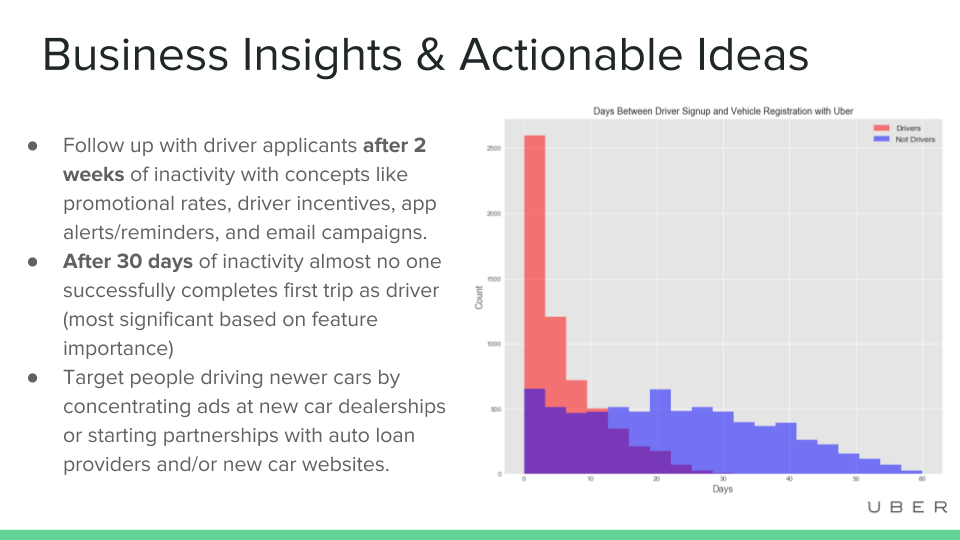 Business Insights & Actionable Ideas
● Follow up with driver applicants after 2
weeks of inactivity with concepts like
promotional rates, driver incentives, app
alerts/reminders, and email campaigns.
● After 30 days of inactivity almost no one
successfully completes first trip as driver
(most significant based on feature
importance)
● Target people driving newer cars by
concentrating ads at new car dealerships
or starting partnerships with auto loan
providers and/or new car websites.
Days Between Driver Signup and Vehicle Registration with Uber
Drivers
Not Drivers
2500
2000
1500
1000
500
0
Count
0 10 20 30 40 50 60
Days
UBER